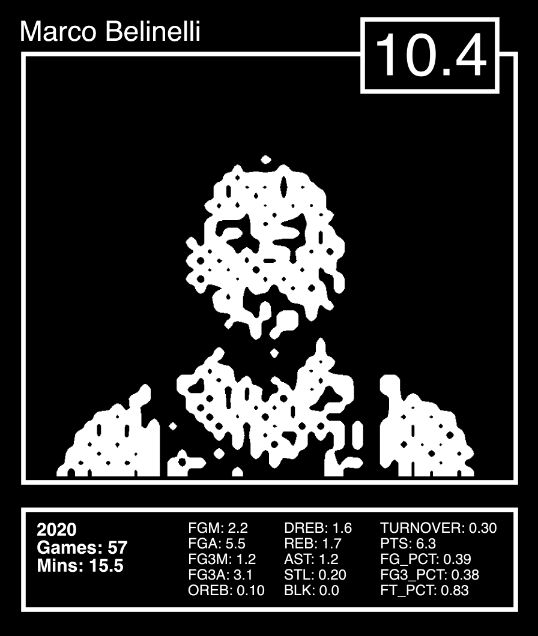 Marco Belinelli
10.4
2020
Games: 57
Mins: 15.5
FGM: 2.2
FGA: 5.5
FG3M: 1.2
FG3A: 3.1
OREB: 0.10
DREB: 1.6
REB: 1.7
AST: 1.2
STL: 0.20
BLK: 0.0
TURNOVER: 0.30
PTS: 6.3
FG_PCT: 0.39
FG3_PCT: 0.38
FT_PCT: 0.83